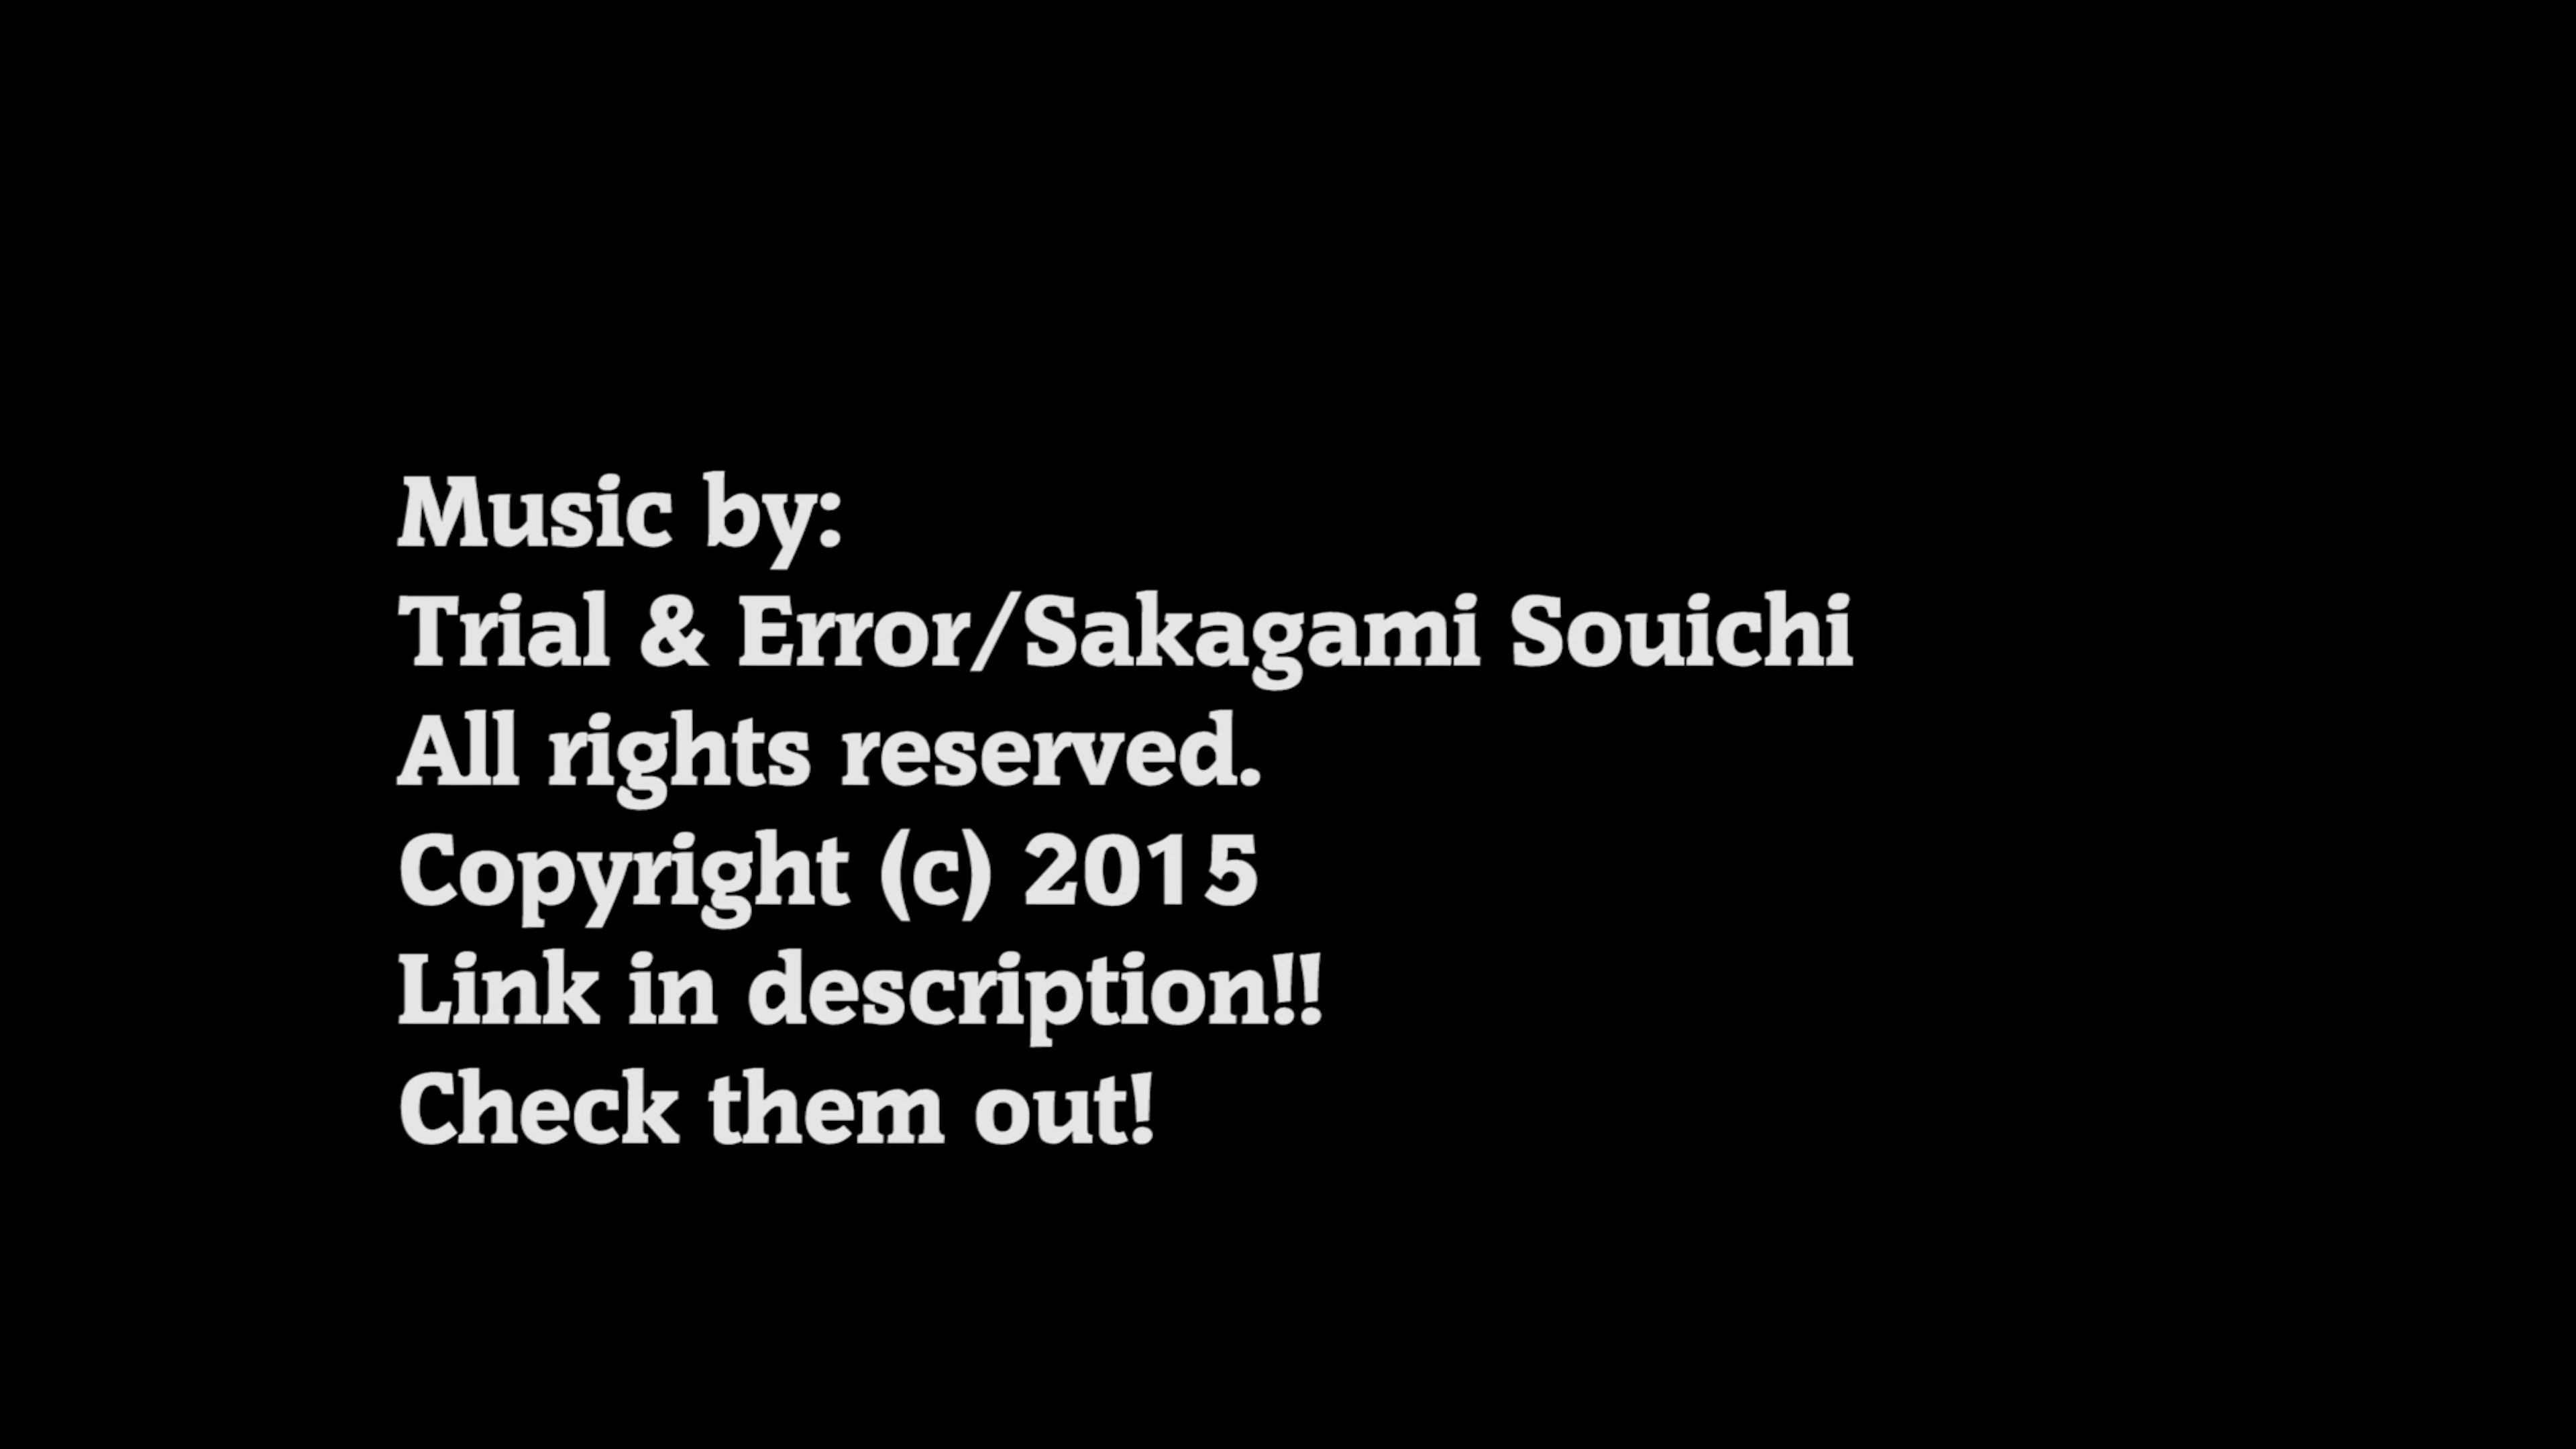 Music by:
Trial & Error/Sakagami Souichi
All rights reserved.
Copyright (c) 2015
Link in description!!
Check them out!